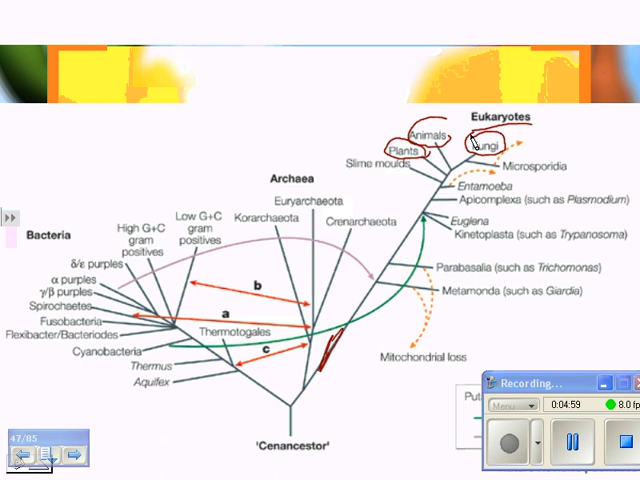 Eukaryotes
Animals
Fungi
Plants
Slime moulds
Microsporidia
Archaea
Entamoeba
Euryarchaeota
Apicomplexa (such as Plasmodium)
Low G+C
gram
positives
Korarchaeota
Crenarchaeota
Euglena
High G+C
gram
positives
Kinetoplasta (such as Trypanosoma)
Bacteria
δ/ε purples
Parabasalia (such as Trichomonas)
α purples
b
γ/β purples
Metamonda (such as Giardia)
Spirochaetes
a
Fusobacteria
Thermotogales
Flexibacter/Bacteriodes
c
Cyanobacteria
Mitochondrial loss
Thermus
Aquifex
Recording...
Menu
0:04:59
8.0 fp
47/85
'Cenancestor'